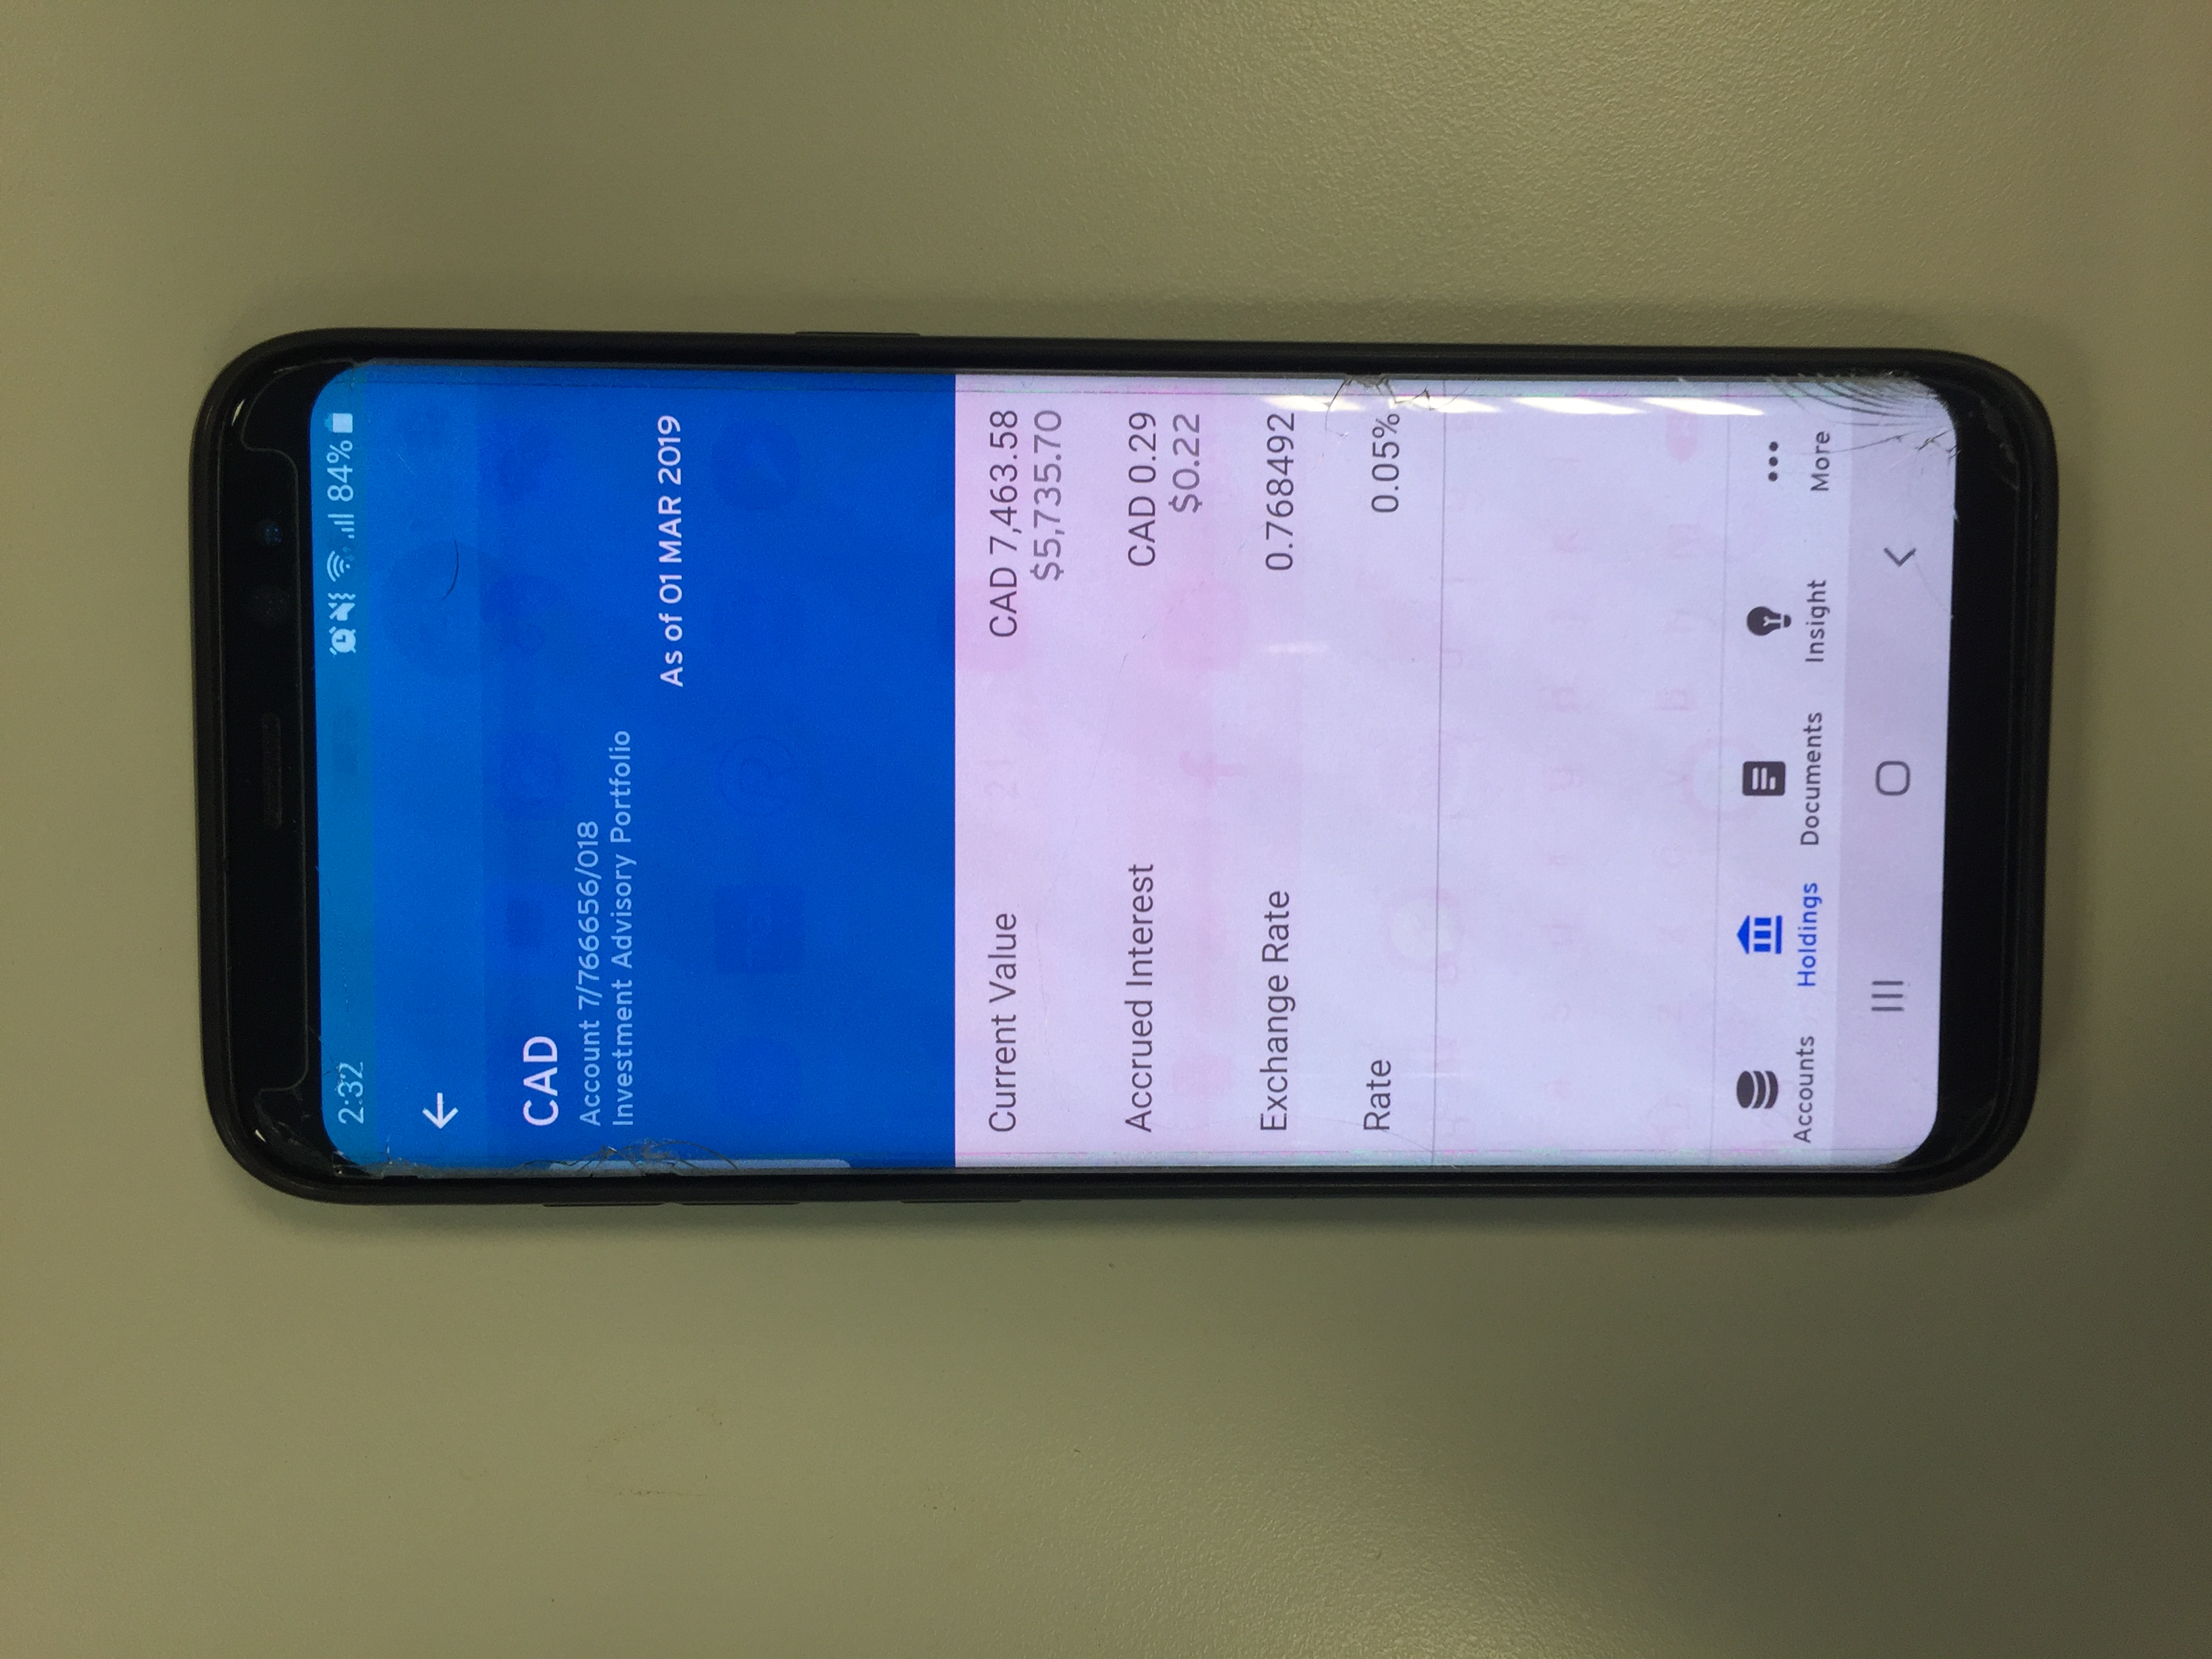 2:32 84%
CAD
Account 7/766656/018
Investment Advisory Portfolio
As of 01 MAR 2019
Current Value CAD 7,463.58
$5,735.70
Accrued Interest CAD 0.29
$0.22
Exchange Rate 0.768492
Rate 0.05%
Accounts Holdings Documents Insight More